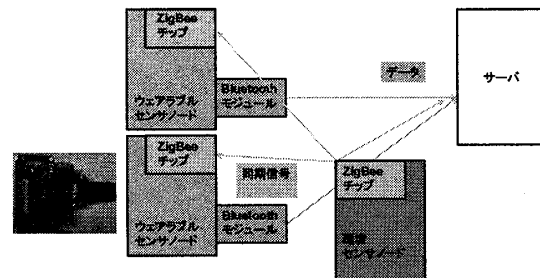 ZigBee
チップ
ウェアラブル
センサノード
Bluetooth
モジュール
データ
サーバ
ZigBee
チップ
ウェアラブル
センサノード
Bluetooth
モジュール
同期信号
ZigBee
チップ
環境
センサノード